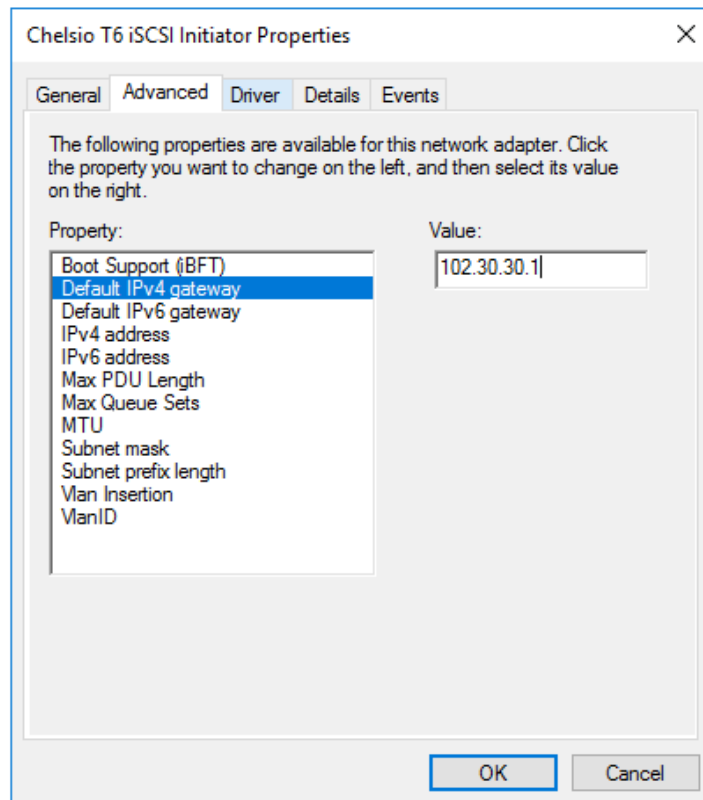 Chelsio T6 iSCSI Initiator Properties
General Advanced Driver Details Events
The following properties are available for this network adapter. Click
the property you want to change on the left, and then select its value
on the right.
Property:
Value:
Boot Support (iBFT)
Default IPv4 gateway
Default IPv6 gateway
IPv4 address
IPv6 address
Max PDU Length
Max Queue Sets
MTU
Subnet mask
Subnet prefix length
Vlan Insertion
VlanID
102.30.30.1
OK
Cancel